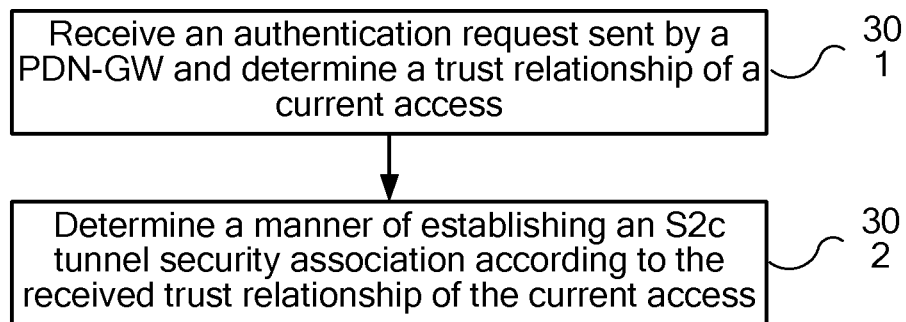 Receive an authentication request sent by a
PDN-GW and determine a trust relationship of a
current access
30
1
Determine a manner of establishing an S2c
tunnel security association according to the
received trust relationship of the current access
30
2